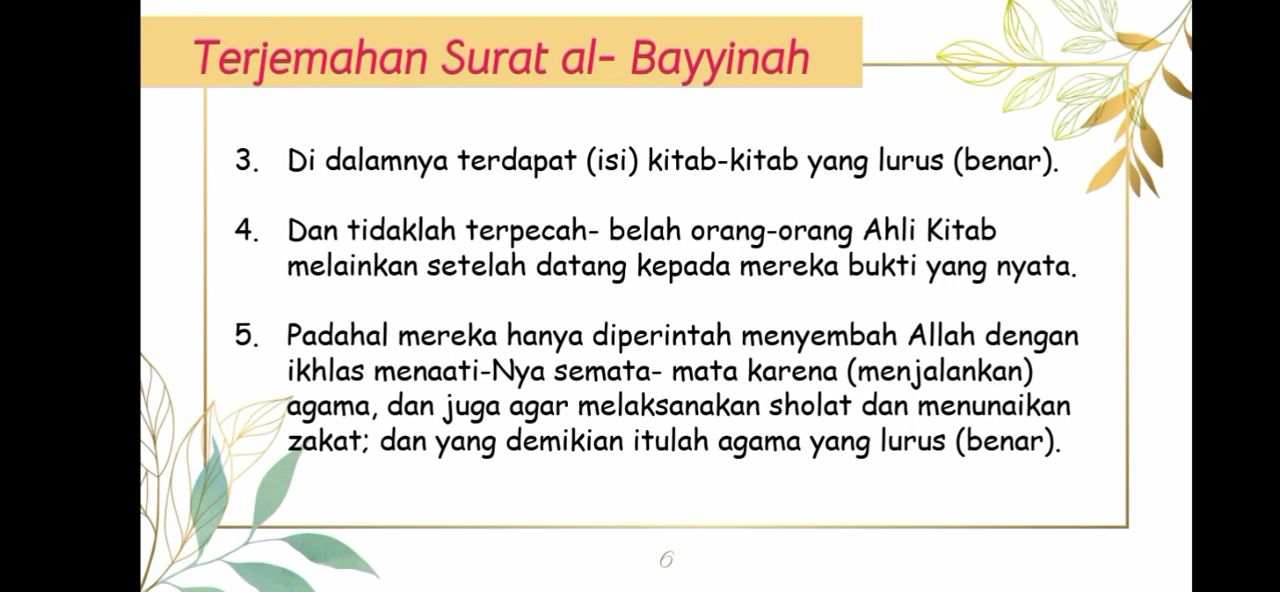 Terjemahan Surat al- Bayyinah
3. Di dalamnya terdapat (isi) kitab-kitab yang lurus (benar).
4. Dan tidaklah terpecah- belah orang-orang Ahli Kitab
melainkan setelah datang kepada mereka bukti yang nyata.
5. Padahal mereka hanya diperintah menyembah Allah dengan
ikhlas menaati-Nya semata- mata karena (menjalankan)
agama, dan juga agar melaksanakan sholat dan menunaikan
zakat; dan yang demikian itulah agama yang lurus (benar).
6